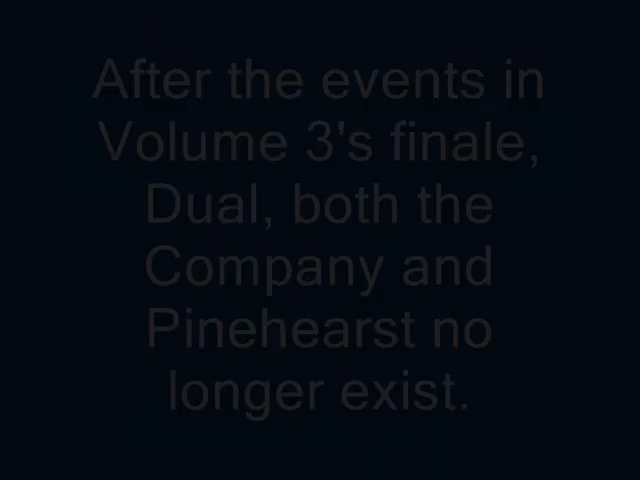 After the events in
Volume 3's finale,
Dual, both the
Company and
Pinehearst no
longer exist.